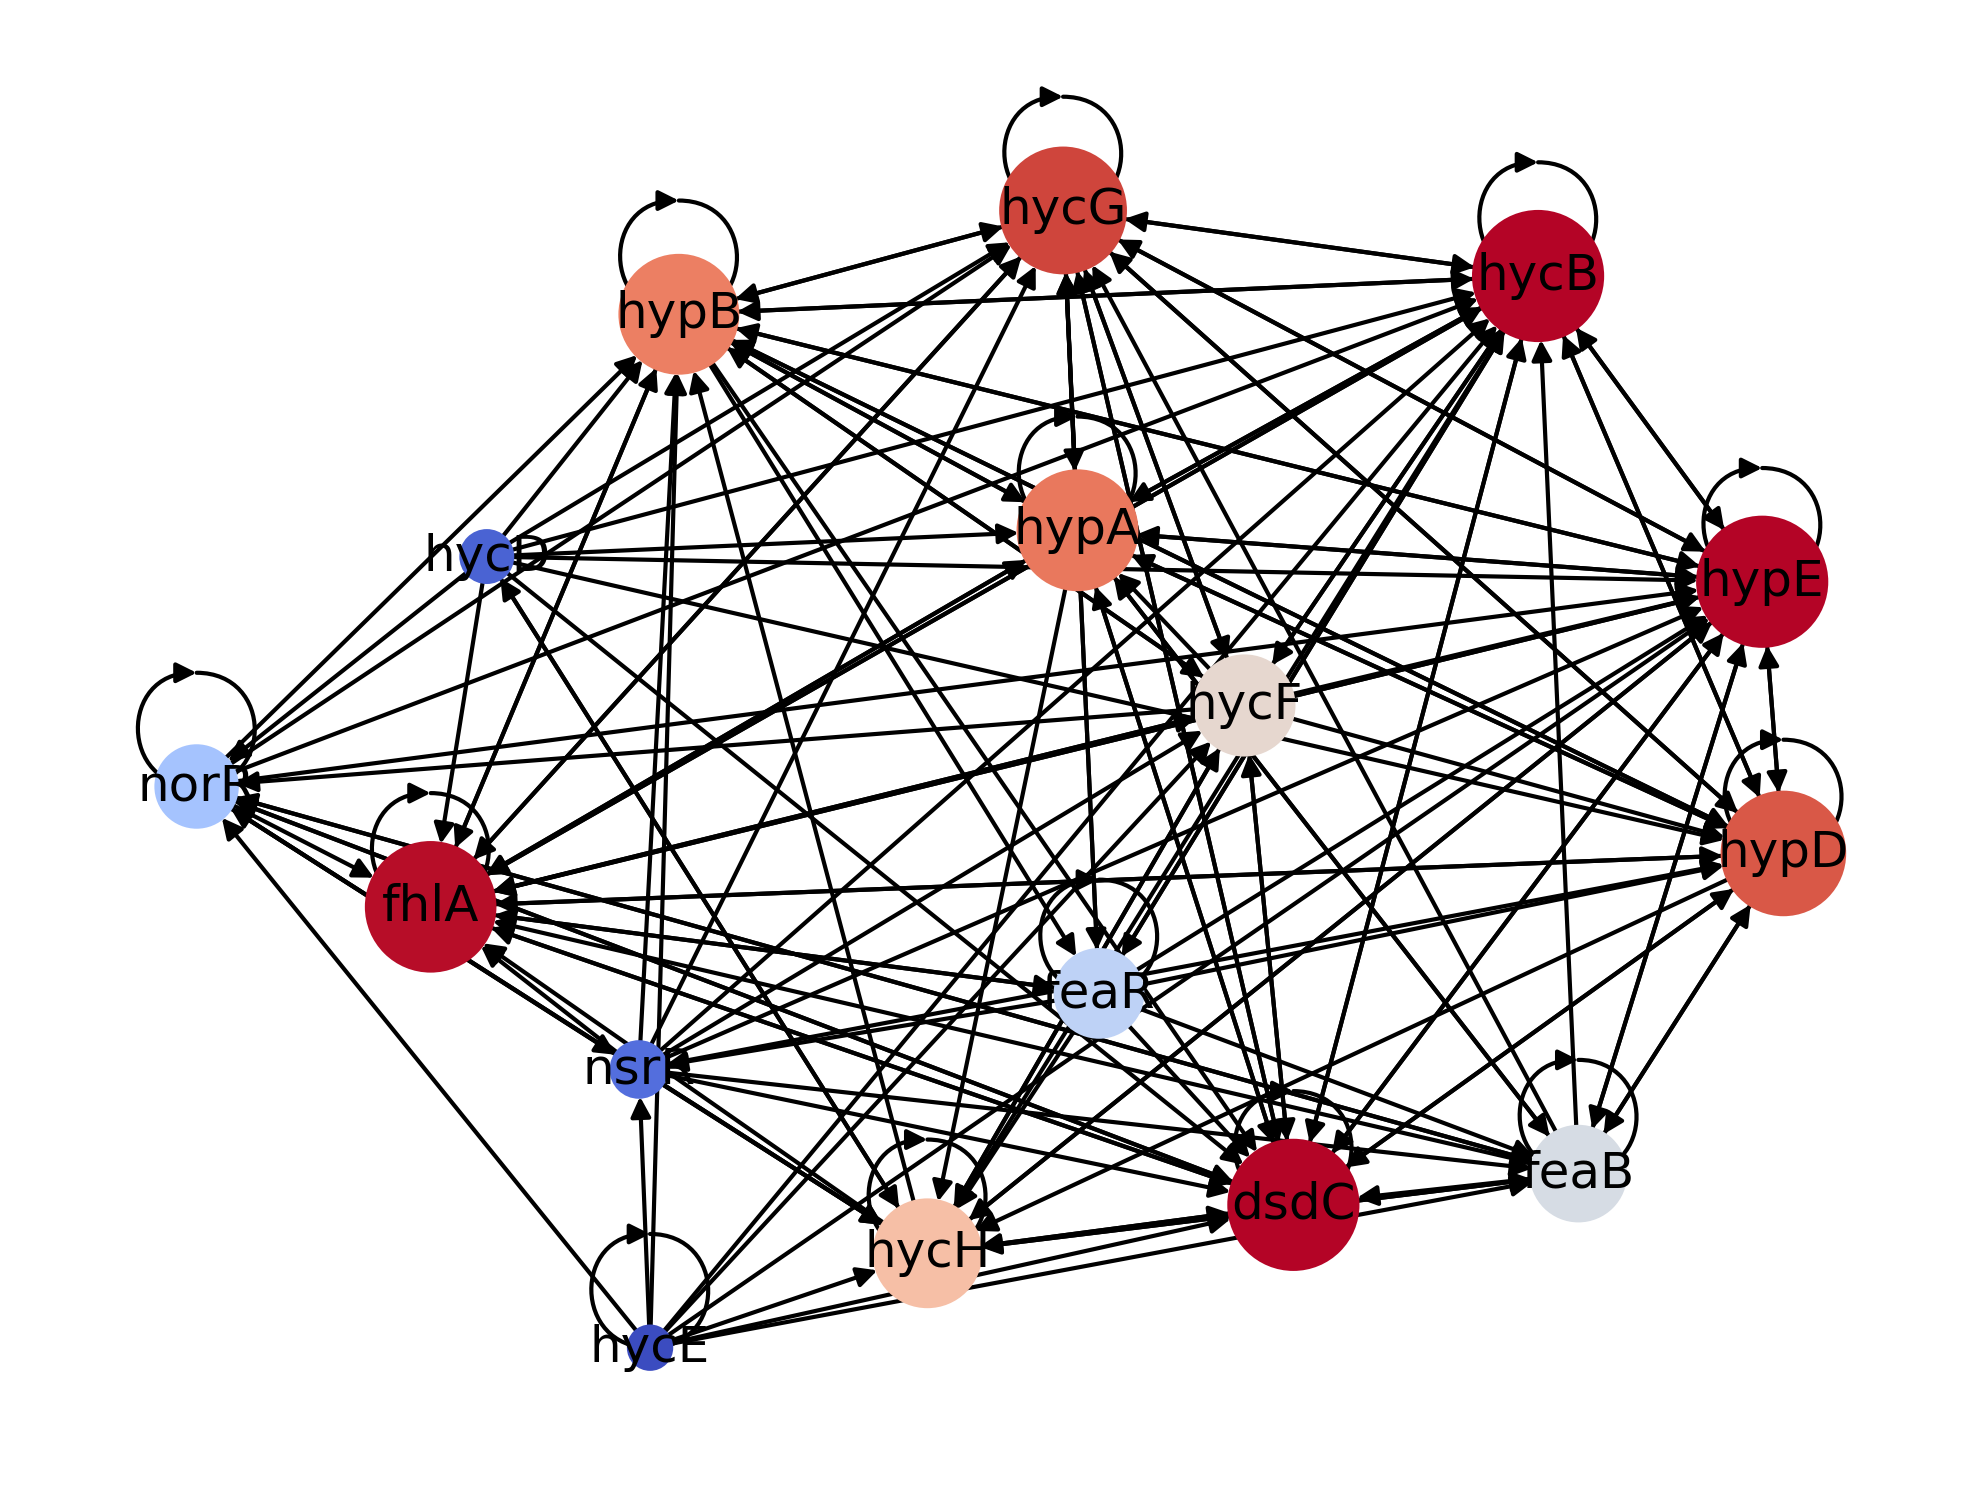 hycG
hycB
hypB
hypA
hycD
hypE
hycF
norR
hypD
fhlA
feaR
nsrR
feaB
dsdC
hycH
hycE